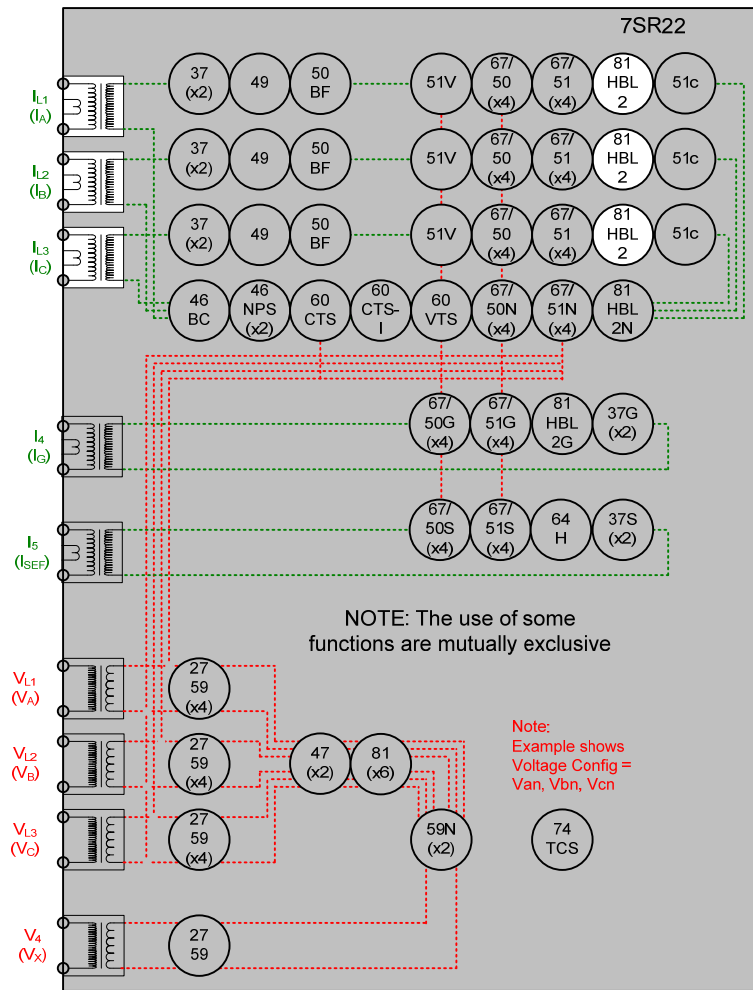 7SR22
IL1
(IA)
37
(x2)
49
50
BF
51V
67/
50
(x4)
67/
51
(x4)
81
HBL
2
51c
IL2
(IB)
37
(x2)
49
50
BF
51V
67/
50
(x4)
67/
51
(x4)
81
HBL
2
51c
IL3
(IC)
37
(x2)
49
50
BF
51V
67/
50
(x4)
67/
51
(x4)
81
HBL
2
51c
46
BC
46
NPS
(x2)
60
CTS
60
CTS-
I
60
VTS
67/
50N
(x4)
67/
51N
(x4)
81
HBL
2N
I4
(IG)
67/
50G
(x4)
67/
51G
(x4)
81
HBL
2G
37G
(x2)
I5
(ISEF)
67/
50S
(x4)
67/
51S
(x4)
64
H
37S
(x2)
NOTE: The use of some
functions are mutually exclusive
VL1
(VA)
27
59
(x4)
VL2
(VB)
27
59
(x4)
47
(x2)
81
(x6)
Note:
Example shows
Voltage Config =
Van, Vbn, Vcn
VL3
(VC)
27
59
(x4)
59N
(x2)
74
TCS
V4
(VX)
27
59